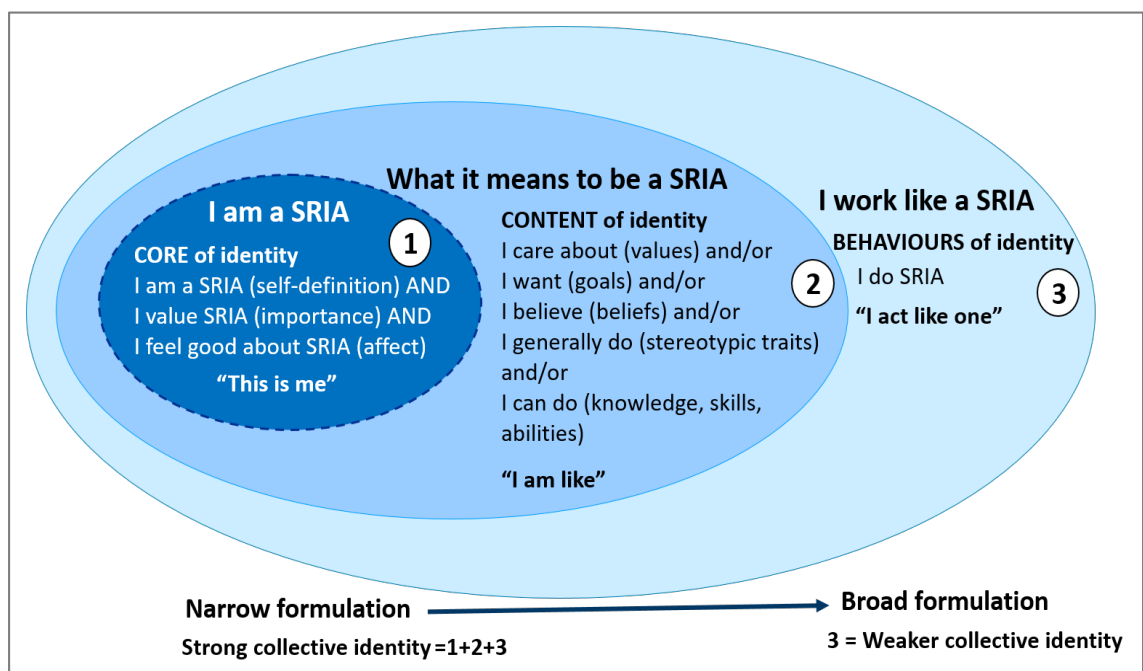 I am a SRIA
CORE of identity
I am a SRIA (self-definition) AND
I value SRIA (importance) AND
I feel good about SRIA (affect)
“This is me”
1
What it means to be a SRIA
CONTENT of identity
I care about (values) and/or
I want (goals) and/or
I believe (beliefs) and/or
I generally do (stereotypic traits)
and/or
I can do (knowledge, skills,
abilities)
“I am like”
2
I work like a SRIA
BEHAVIOURS of identity
I do SRIA
“I act like one”
3
Narrow formulation
Strong collective identity =1+2+3
Broad formulation
3 = Weaker collective identity